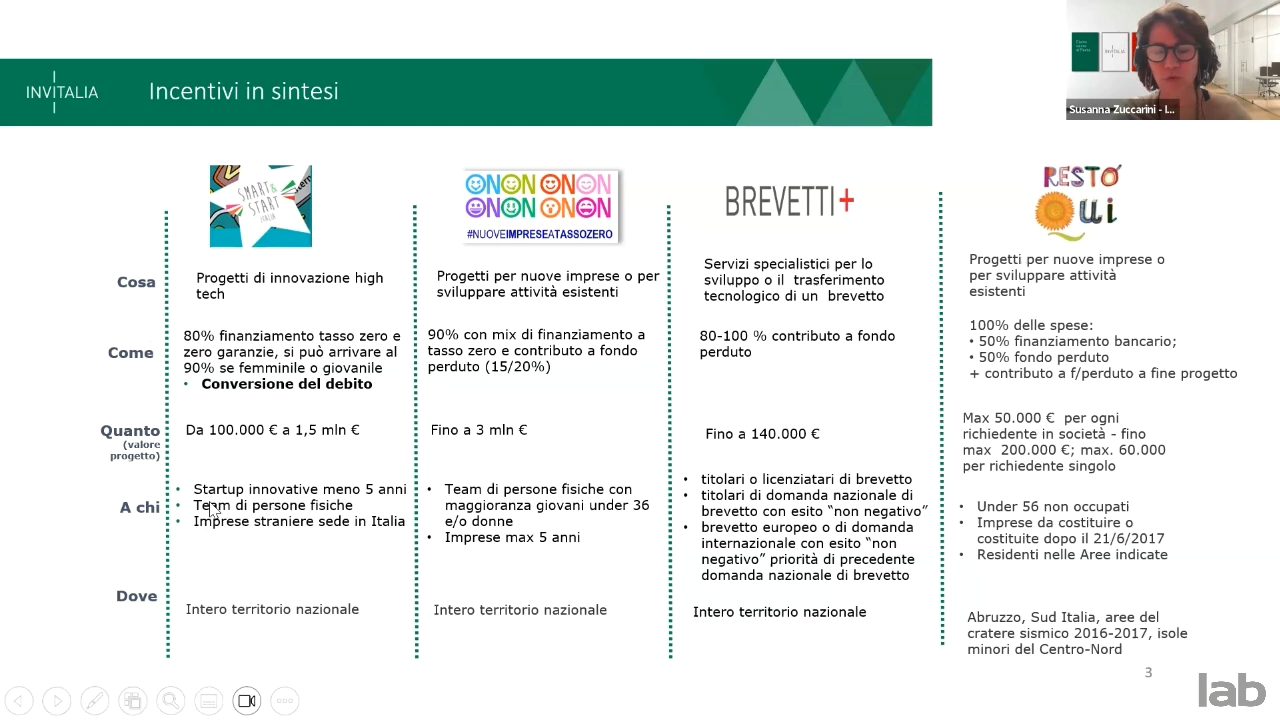 INVITALIA
Incentivi in sintesi
INVITALIA
Susanna Zuccarini - I...
SMART &
START
ITALIA
ONON ONON
ONON ONON
#NUOVEIMPRESEATASSOZERO
BREVETTI+
RESTO
QUI
Cosa
Progetti di innovazione high
tech
Progetti per nuove imprese o per
sviluppare attività esistenti
Servizi specialistici per lo
sviluppo o il trasferimento
tecnologico di un brevetto
Progetti per nuove imprese o
per sviluppare attività
esistenti
Come
80% finanziamento tasso zero e
zero garanzie, si può arrivare al
90% se femminile o giovanile
• Conversione del debito
90% con mix di finanziamento a
tasso zero e contributo a fondo
perduto (15/20%)
80-100 % contributo a fondo
perduto
100% delle spese:
• 50% finanziamento bancario;
• 50% fondo perduto
+ contributo a f/perduto a fine progetto
Quanto
(valore
progetto)
Da 100.000 € a 1,5 mln €
Fino a 3 mln €
Fino a 140.000 €
Max 50.000 € per ogni
richiedente in società - fino
max 200.000 €; max. 60.000
per richiedente singolo
A chi
• Startup innovative meno 5 anni
• Team di persone fisiche
• Imprese straniere sede in Italia
• Team di persone fisiche con
maggioranza giovani under 36
e/o donne
• Imprese max 5 anni
• titolari o licenziatari di brevetto
• titolari di domanda nazionale di
brevetto con esito “non negativo”
• brevetto europeo o di domanda
internazionale con esito “non
negativo” priorità di precedente
domanda nazionale di brevetto
• Under 56 non occupati
• Imprese da costituire o
costituite dopo il 21/6/2017
• Residenti nelle Aree indicate
Dove
Intero territorio nazionale
Intero territorio nazionale
Intero territorio nazionale
Abruzzo, Sud Italia, aree del
cratere sismico 2016-2017, isole
minori del Centro-Nord
3
lab